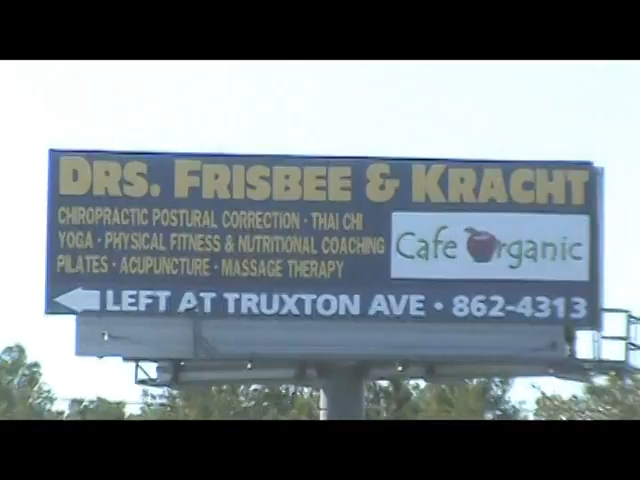 DRS. FRISBEE & KRACHT
CHIROPRACTIC POSTURAL CORRECTION · THAI CHI
YOGA · PHYSICAL FITNESS & NUTRITIONAL COACHING
PILATES · ACUPUNCTURE · MASSAGE THERAPY
Cafe Organic
LEFT AT TRUXTON AVE • 862-4313